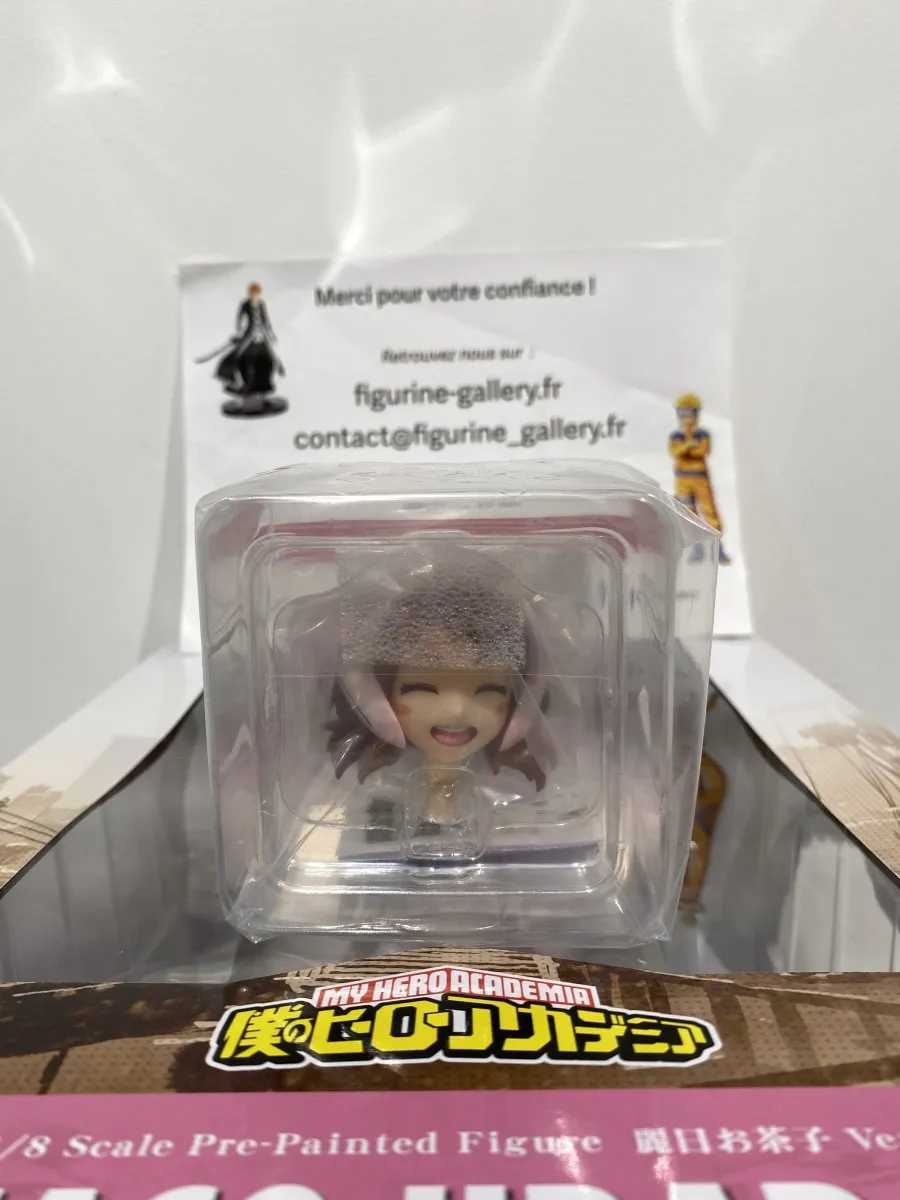 Merci pour votre confiance !
Retrouvez nous sur :
figurine-gallery.fr
contact@figurine_gallery.fr
MY HERO ACADEMIA
僕のヒーローアカデミア
/8 Scale Pre-Painted Figure 麗日お茶子 Ve